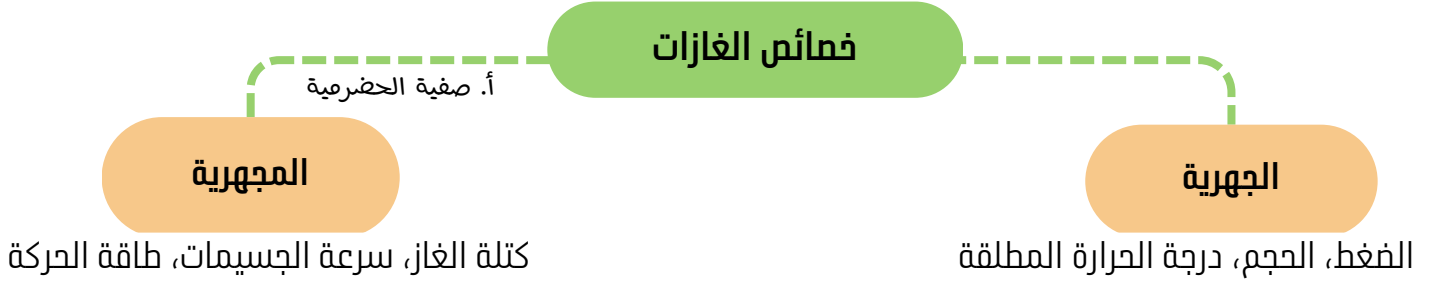 خصائص الغازات
أ. صفية الحضرمية
الجهرية
المجهرية
الضغط، الحجم، درجة الحرارة المطلقة
كتلة الغاز، سرعة الجسيمات، طاقة الحركة